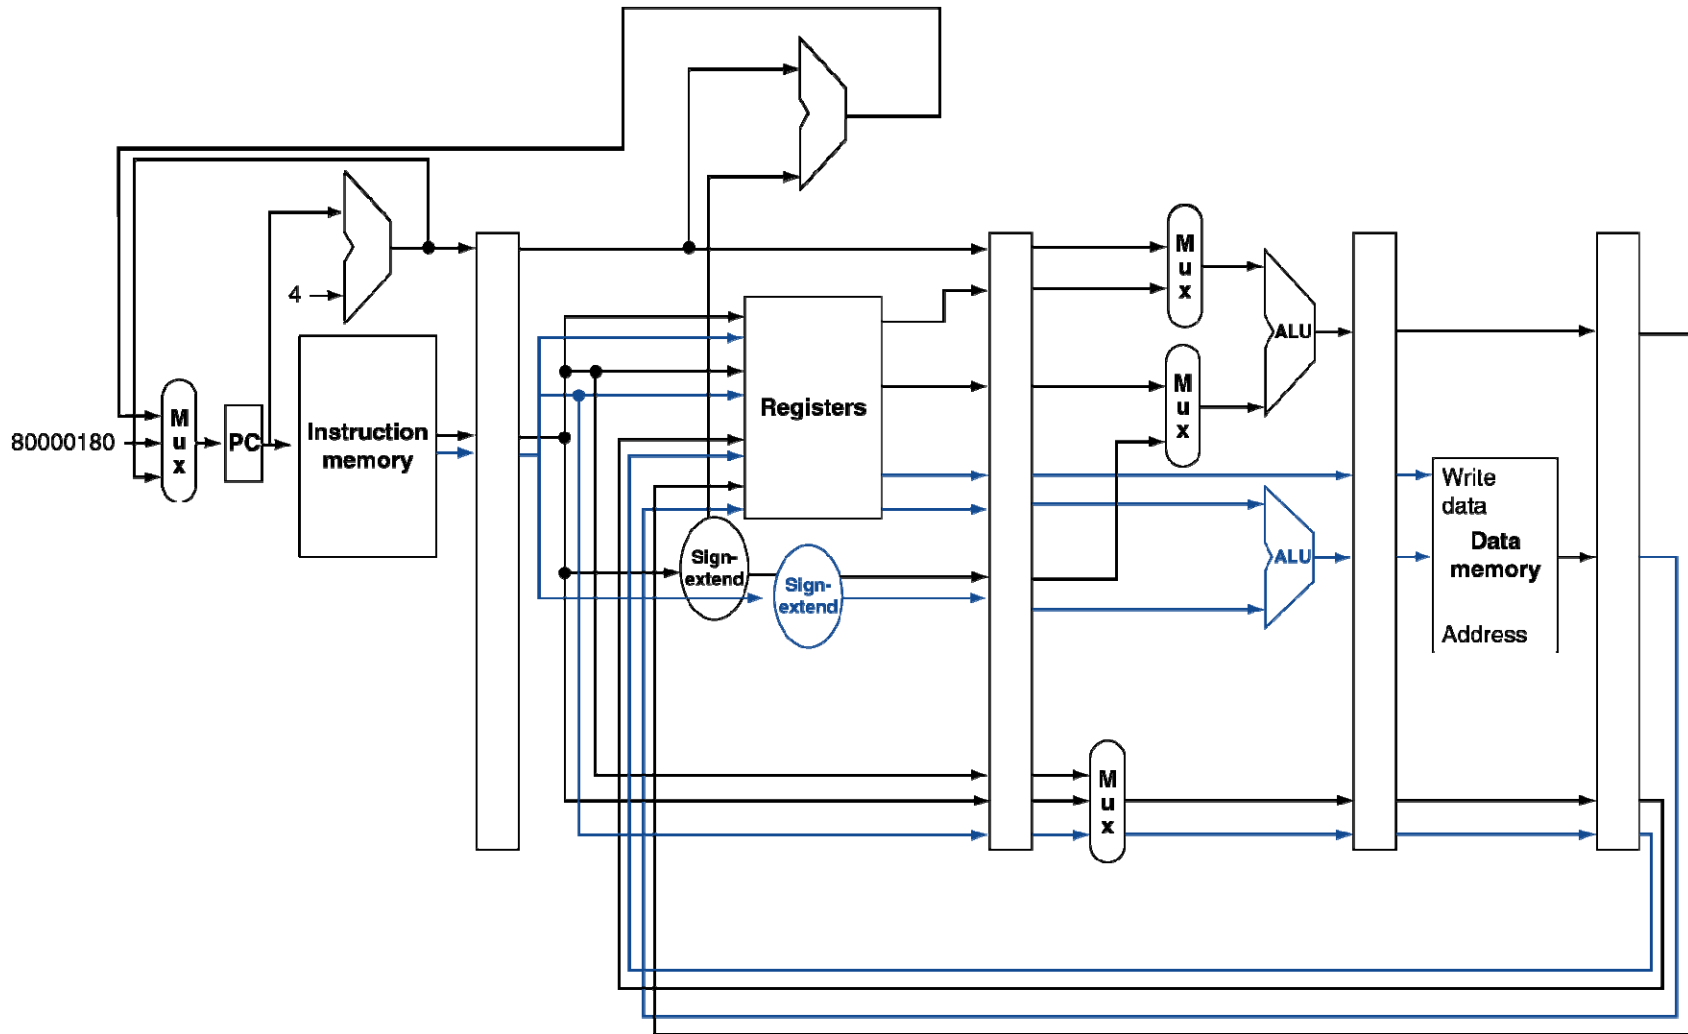 4
80000180
M
u
x
PC
Instruction
memory
Registers
Sign-
extend
Sign-
extend
M
u
x
M
u
x
ALU
ALU
M
u
x
Write
data
Data
memory
Address